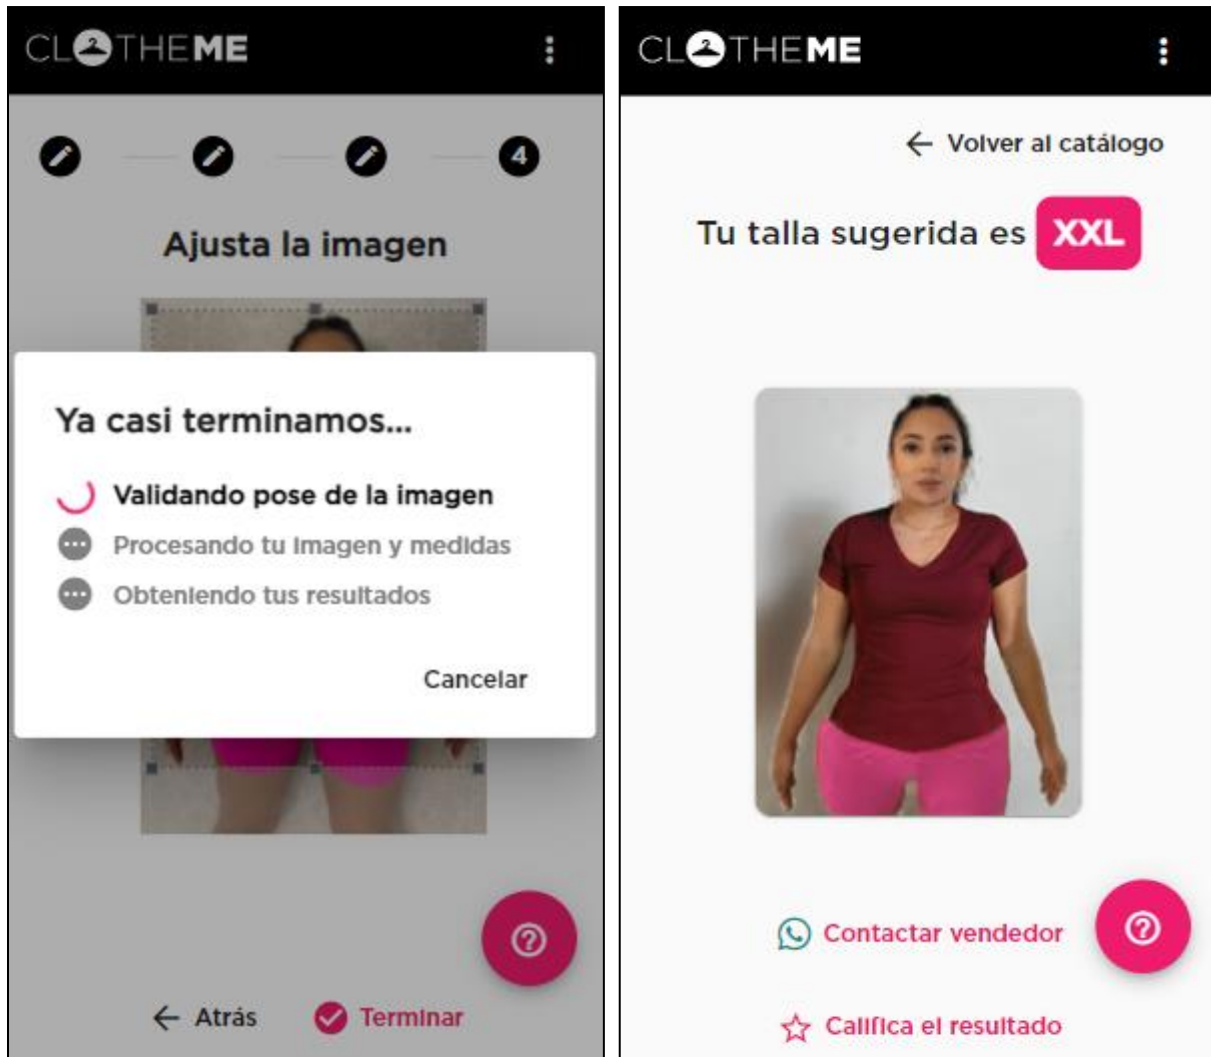 CLOTHEME
4
Ajusta la imagen
Ya casi terminamos...
Validando pose de la imagen
Procesando tu imagen y medidas
Obteniendo tus resultados
Cancelar
?
← Atrás
Terminar
CLOTHEME
← Volver al catálogo
Tu talla sugerida es XXL
Contactar vendedor
?
Califica el resultado